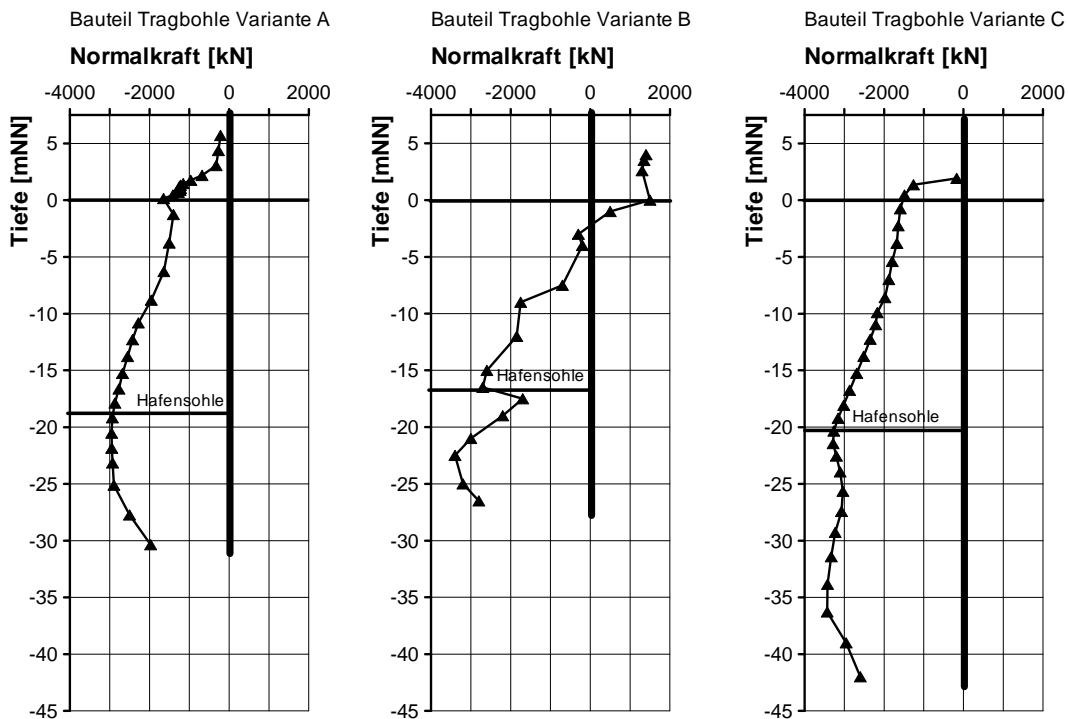 Bauteil Tragbohle Variante A
Normalkraft [kN]
-4000 -2000 0 2000
Tiefe [mNN]
5
0
-5
-10
-15
-20
-25
-30
-35
-40
-45
Hafensohle
Bauteil Tragbohle Variante B
Normalkraft [kN]
-4000 -2000 0 2000
Tiefe [mNN]
5
0
-5
-10
-15
-20
-25
-30
-35
-40
-45
Hafensohle
Bauteil Tragbohle Variante C
Normalkraft [kN]
-4000 -2000 0 2000
Tiefe [mNN]
5
0
-5
-10
-15
-20
-25
-30
-35
-40
-45
Hafensohle